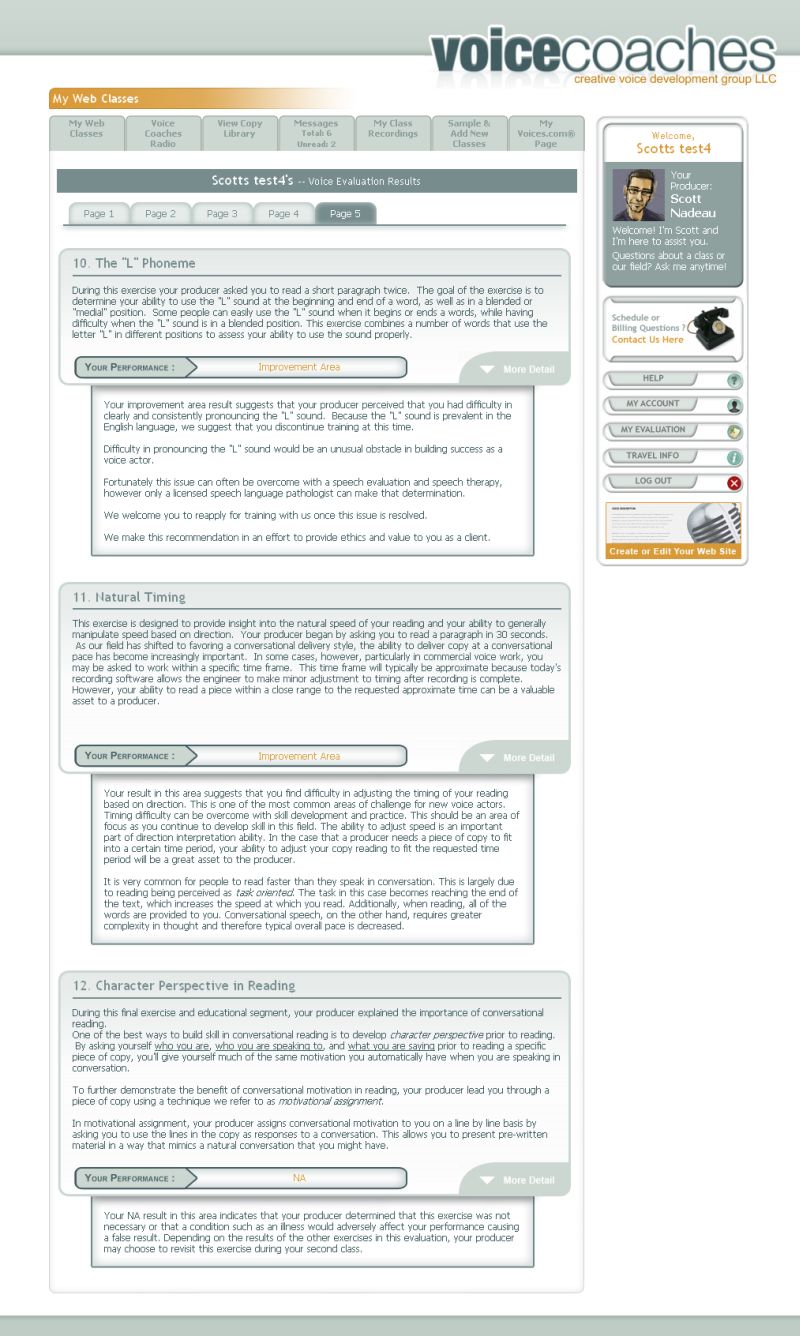 voicecoaches
creative voice development group LLC
My Web Classes
My Web
Classes
Voice
Coaches
Radio
View Copy
Library
Messages
Total: 6
Unread: 2
My Class
Recordings
Sample &
Add New
Classes
My
Voices.com®
Page
Scotts test4's -- Voice Evaluation Results
Page 1
Page 2
Page 3
Page 4
Page 5
10. The "L" Phoneme
During this exercise your producer asked you to read a short paragraph twice. The goal of the exercise is to
determine your ability to use the "L" sound at the beginning and end of a word, as well as in a blended or
"medial" position. Some people can easily use the "L" sound when it begins or ends a words, while having
difficulty when the "L" sound is in a blended position. This exercise combines a number of words that use the
letter "L" in different positions to assess your ability to use the sound properly.
Your Performance :
Improvement Area
More Detail
Your improvement area result suggests that your producer perceived that you had difficulty in
clearly and consistently pronouncing the "L" sound. Because the "L" sound is prevalent in the
English language, we suggest that you discontinue training at this time.
Difficulty in pronouncing the "L" sound would be an unusual obstacle in building success as a
voice actor.
Fortunately this issue can often be overcome with a speech evaluation and speech therapy,
however only a licensed speech language pathologist can make that determination.
We welcome you to reapply for training with us once this issue is resolved.
We make this recommendation in an effort to provide ethics and value to you as a client.
11. Natural Timing
This exercise is designed to provide insight into the natural speed of your reading and your ability to generally
manipulate speed based on direction. Your producer began by asking you to read a paragraph in 30 seconds.
As our field has shifted to favoring a conversational delivery style, the ability to deliver copy at a conversational
pace has become increasingly important. In some cases, however, particularly in commercial voice work, you
may be asked to work within a specific time frame. This time frame will typically be approximate because today's
recording software allows the engineer to make minor adjustment to timing after recording is complete.
However, your ability to read a piece within a close range to the requested approximate time can be a valuable
asset to a producer.
Your Performance :
Improvement Area
More Detail
Your result in this area suggests that you find difficulty in adjusting the timing of your reading
based on direction. This is one of the most common areas of challenge for new voice actors.
Timing difficulty can be overcome with skill development and practice. This should be an area of
focus as you continue to develop skill in this field. The ability to adjust speed is an important
part of direction interpretation ability. In the case that a producer needs a piece of copy to fit
into a certain time period, your ability to adjust your copy reading to fit the requested time
period will be a great asset to the producer.
It is very common for people to read faster than they speak in conversation. This is largely due
to reading being perceived as task oriented. The task in this case becomes reaching the end of
the text, which increases the speed at which you read. Additionally, when reading, all of the
words are provided to you. Conversational speech, on the other hand, requires greater
complexity in thought and therefore typical overall pace is decreased.
12. Character Perspective in Reading
During this final exercise and educational segment, your producer explained the importance of conversational
reading.
One of the best ways to build skill in conversational reading is to develop character perspective prior to reading.
By asking yourself who you are, who you are speaking to, and what you are saying prior to reading a specific
piece of copy, you'll give yourself much of the same motivation you automatically have when you are speaking in
conversation.
To further demonstrate the benefit of conversational motivation in reading, your producer lead you through a
piece of copy using a technique we refer to as motivational assignment.
In motivational assignment, your producer assigns conversational motivation to you on a line by line basis by
asking you to use the lines in the copy as responses to a conversation. This allows you to present pre-written
material in a way that mimics a natural conversation that you might have.
Your Performance :
NA
More Detail
Your NA result in this area indicates that your producer determined that this exercise was not
necessary or that a condition such as an illness would adversely affect your performance causing
a false result. Depending on the results of the other exercises in this evaluation, your producer
may choose to revisit this exercise during your second class.
Welcome,
Scotts test4
Your
Producer:
Scott
Nadeau
Welcome! I'm Scott and
I'm here to assist you.
Questions about a class or
our field? Ask me anytime!
Schedule or
Billing Questions ?
Contact Us Here
HELP
MY ACCOUNT
MY EVALUATION
TRAVEL INFO
LOG OUT
Create or Edit Your Web Site